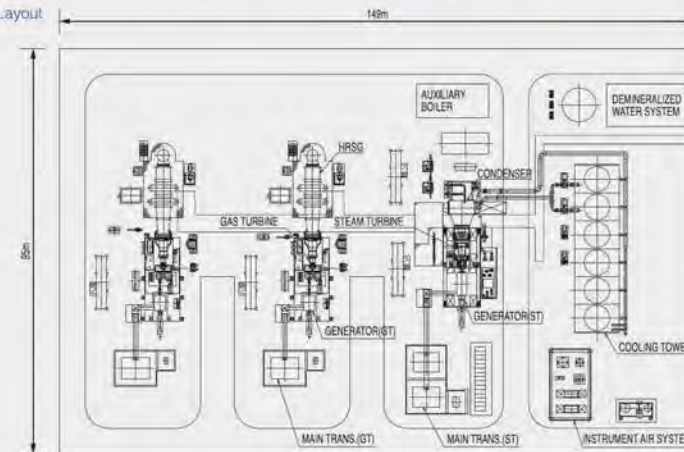 Layout
149m
95m
AUXILIARY
BOILER
DEMINERALIZED
WATER SYSTEM
HRSG
CONDENSER
GAS TURBINE
STEAM TURBINE
GENERATOR(GT)
GENERATOR(ST)
COOLING TOWE
MAIN TRANS.(GT)
MAIN TRANS.(ST)
INSTRUMENT AIR SYSTE